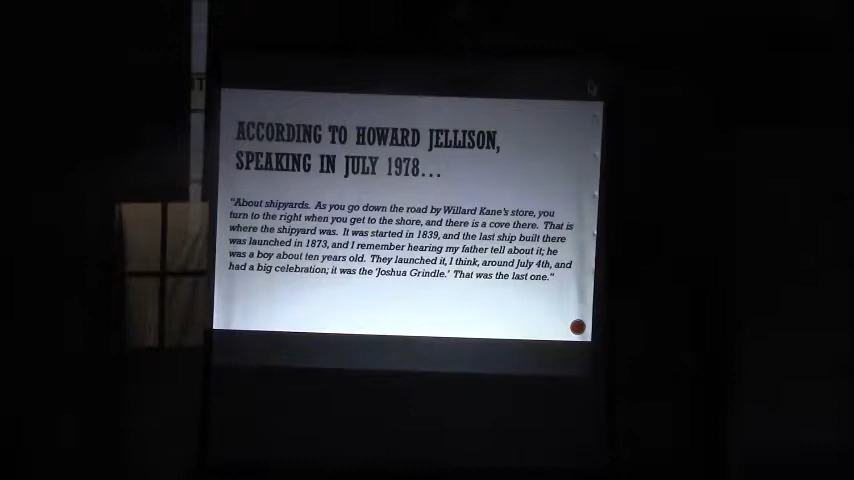 ACCORDING TO HOWARD JELLISON,
SPEAKING IN JULY 1978...
"About shipyards. As you go down the road by Willard Kane's store, you
turn to the right when you get to the shore, and there is a cove there. That is
where the shipyard was. It was started in 1839, and the last ship built there
was launched in 1873, and I remember hearing my father tell about it; he
was a boy about ten years old. They launched it, I think, around July 4th, and
had a big celebration; it was the 'Joshua Grindle.' That was the last one."